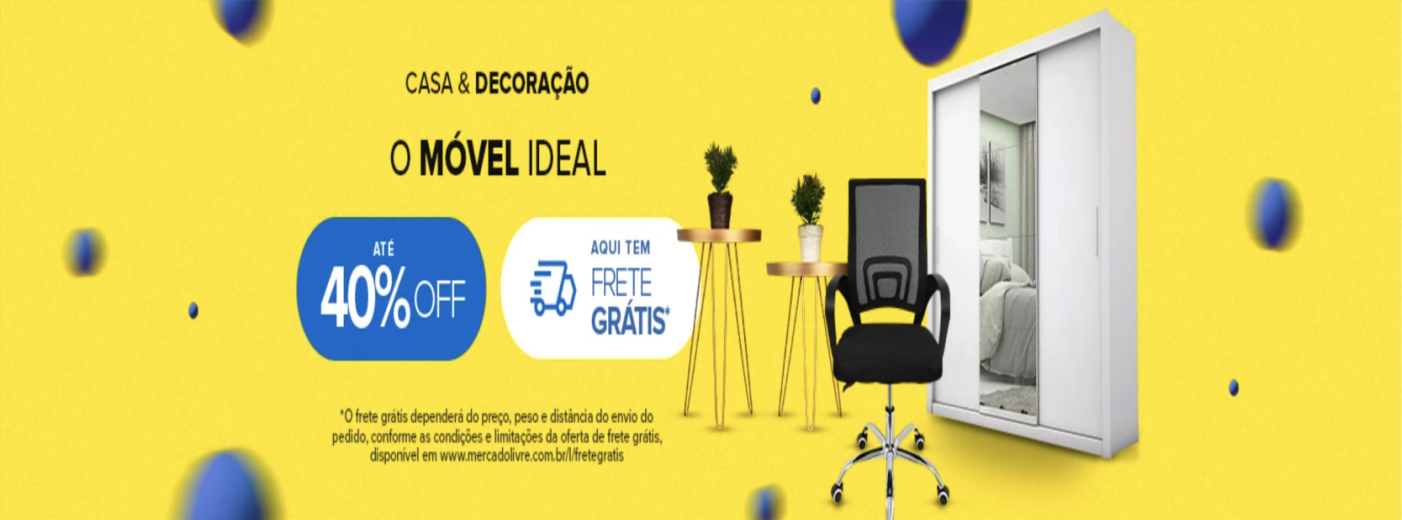 CASA & DECORAÇÃO
O MÓVEL IDEAL
ATÉ
40% OFF
AQUI TEM
FRETE
GRÁTIS*
*O frete grátis dependerá do preço, peso e distância do envio do
pedido, conforme as condições e limitações da oferta de frete grátis,
disponível em www.mercadolivre.com.br/l/fretegratis